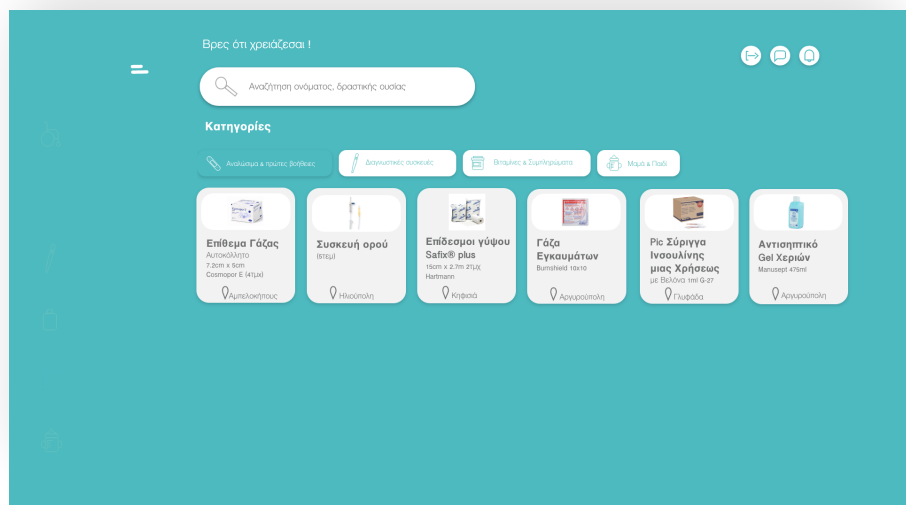 Βρες ότι χρειάζεσαι !
Αναζήτηση ονόματος, δραστικής ουσίας
Κατηγορίες
Αναλώσιμα & πρώτες βοήθειες
Διαγνωστικές συσκευές
Βιταμίνες & Συμπληρώματα
Μαμά & Παιδί
Επίθεμα Γάζας
Αυτοκόλλητο
7.2cm x 5cm
Cosmopor E (4Τμχ)
Αμπελοκήπους
Συσκευή ορού
(5Τεμ)
Ηλιούπολη
Επίδεσμοι γύψου
Safix® plus
15cm x 2.7m 2Τμχ
Hartmann
Κηφισιά
Γάζα
Εγκαυμάτων
Burnshield 10x10
Αργυρούπολη
Pic Σύριγγα
Ινσουλίνης
μιας Χρήσεως
με Βελόνα 1ml G-27
Γλυφάδα
Αντισηπτικό
Gel Χεριών
Manusept 475ml
Αργυρούπολη